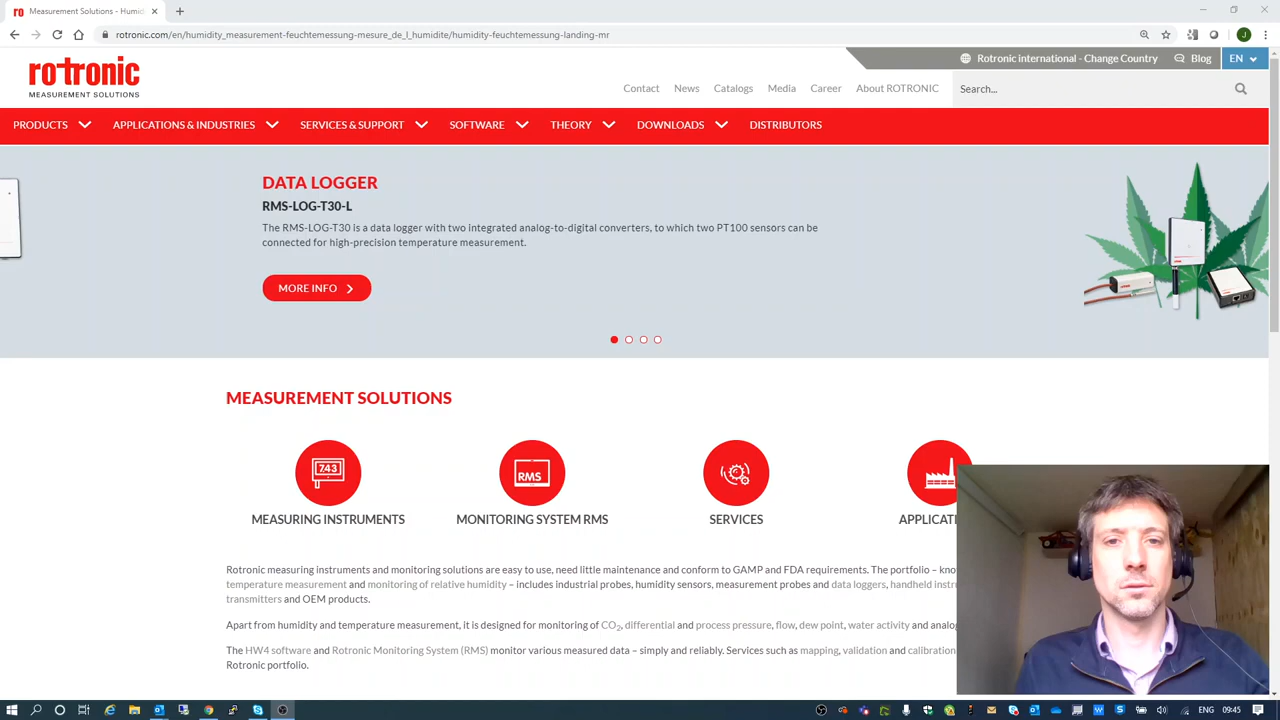 ro Measurement Solutions - Humid
rotronic.com/en/humidity_measurement-feuchtemessung-mesure_de_l_humidite/humidity-feuchtemessung-landing-mr
J
rotronic
MEASUREMENT SOLUTIONS
Rotronic international - Change Country
Blog
EN
Contact News Catalogs Media Career About ROTRONIC
Search...
PRODUCTS APPLICATIONS & INDUSTRIES SERVICES & SUPPORT SOFTWARE THEORY DOWNLOADS DISTRIBUTORS
DATA LOGGER
RMS-LOG-T30-L
The RMS-LOG-T30 is a data logger with two integrated analog-to-digital converters, to which two PT100 sensors can be
connected for high-precision temperature measurement.
MORE INFO
MEASUREMENT SOLUTIONS
743
RMS
MEASURING INSTRUMENTS MONITORING SYSTEM RMS SERVICES APPLICAT
Rotronic measuring instruments and monitoring solutions are easy to use, need little maintenance and conform to GAMP and FDA requirements. The portfolio – kno
temperature measurement and monitoring of relative humidity – includes industrial probes, humidity sensors, measurement probes and data loggers, handheld instru
transmitters and OEM products.
Apart from humidity and temperature measurement, it is designed for monitoring of CO2, differential and process pressure, flow, dew point, water activity and analog
The HW4 software and Rotronic Monitoring System (RMS) monitor various measured data – simply and reliably. Services such as mapping, validation and calibration
Rotronic portfolio.
ENG 09:45